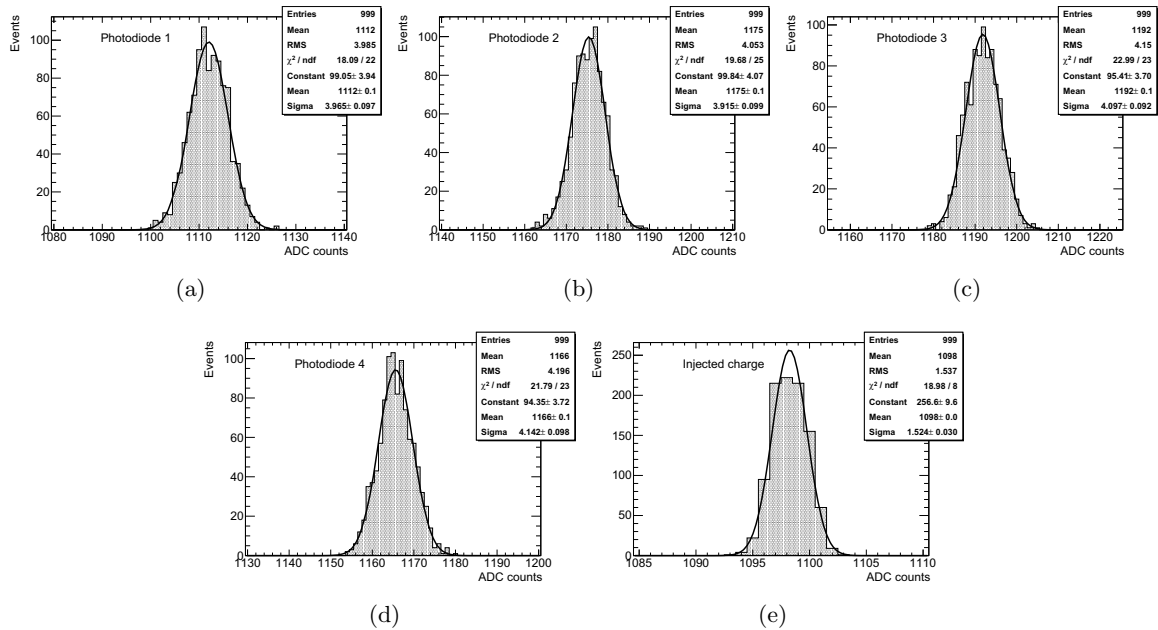 Events
Photodiode 1
Entries 999
Mean 1112
RMS 3.985
χ² / ndf 18.09 / 22
Constant 99.05± 3.94
Mean 1112± 0.1
Sigma 3.965± 0.097
100
80
60
40
20
0
1080 1090 1100 1110 1120 1130 1140
ADC counts
(a)
Events
Photodiode 2
Entries 999
Mean 1175
RMS 4.053
χ² / ndf 19.68 / 25
Constant 99.84± 4.07
Mean 1175± 0.1
Sigma 3.915± 0.099
100
80
60
40
20
0
1140 1150 1160 1170 1180 1190 1200 1210
ADC counts
(b)
Events
Photodiode 3
Entries 999
Mean 1192
RMS 4.15
χ² / ndf 22.99 / 23
Constant 95.41± 3.70
Mean 1192± 0.1
Sigma 4.097± 0.092
100
80
60
40
20
0
1160 1170 1180 1190 1200 1210 1220
ADC counts
(c)
Events
Photodiode 4
Entries 999
Mean 1166
RMS 4.196
χ² / ndf 21.79 / 23
Constant 94.35± 3.72
Mean 1166± 0.1
Sigma 4.142± 0.098
100
80
60
40
20
0
1130 1140 1150 1160 1170 1180 1190 1200
ADC counts
(d)
Events
Injected charge
Entries 999
Mean 1098
RMS 1.537
χ² / ndf 18.98 / 8
Constant 256.6± 9.6
Mean 1098± 0.0
Sigma 1.524± 0.030
250
200
150
100
50
0
1085 1090 1095 1100 1105 1110
ADC counts
(e)